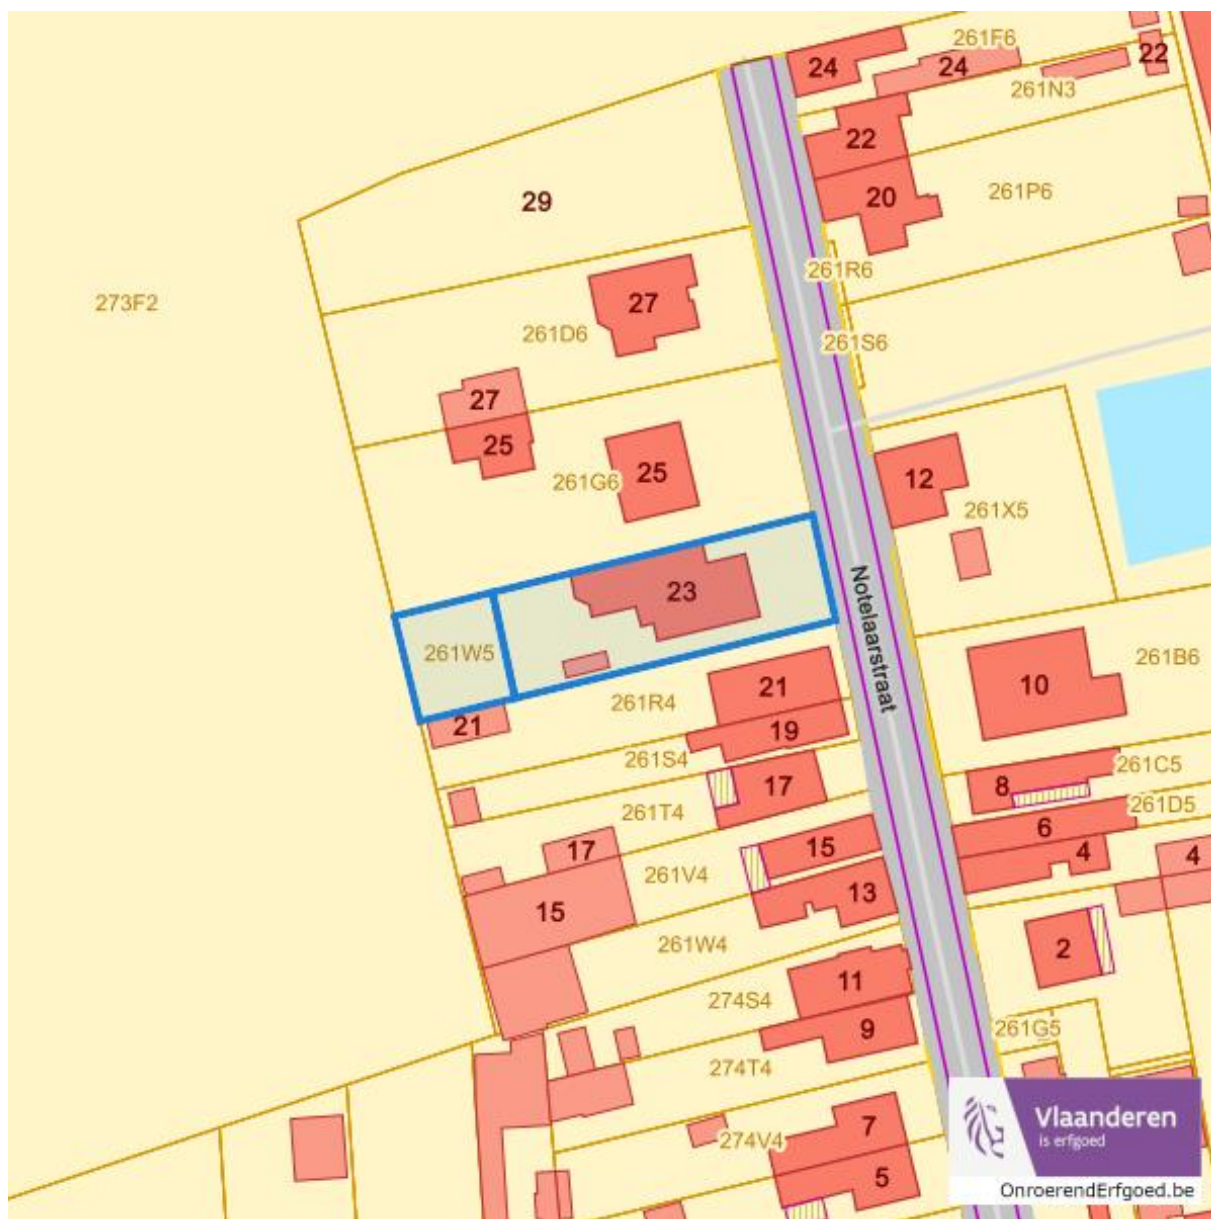 261F6
24
24
22
261N3
22
20
261P6
29
261R6
273F2
27
261D6
261S6
27
25
25
261G6
12
261X5
23
Notelaarstraat
261W5
261B6
10
21
261R4
21
19
261S4
8
261C5
17
261T4
261D5
6
15
4
4
17
261V4
13
15
261W4
2
11
274S4
9
261G5
274T4
7
274V4
5
Vlaanderen
is erfgoed
OnroerendErfgoed.be